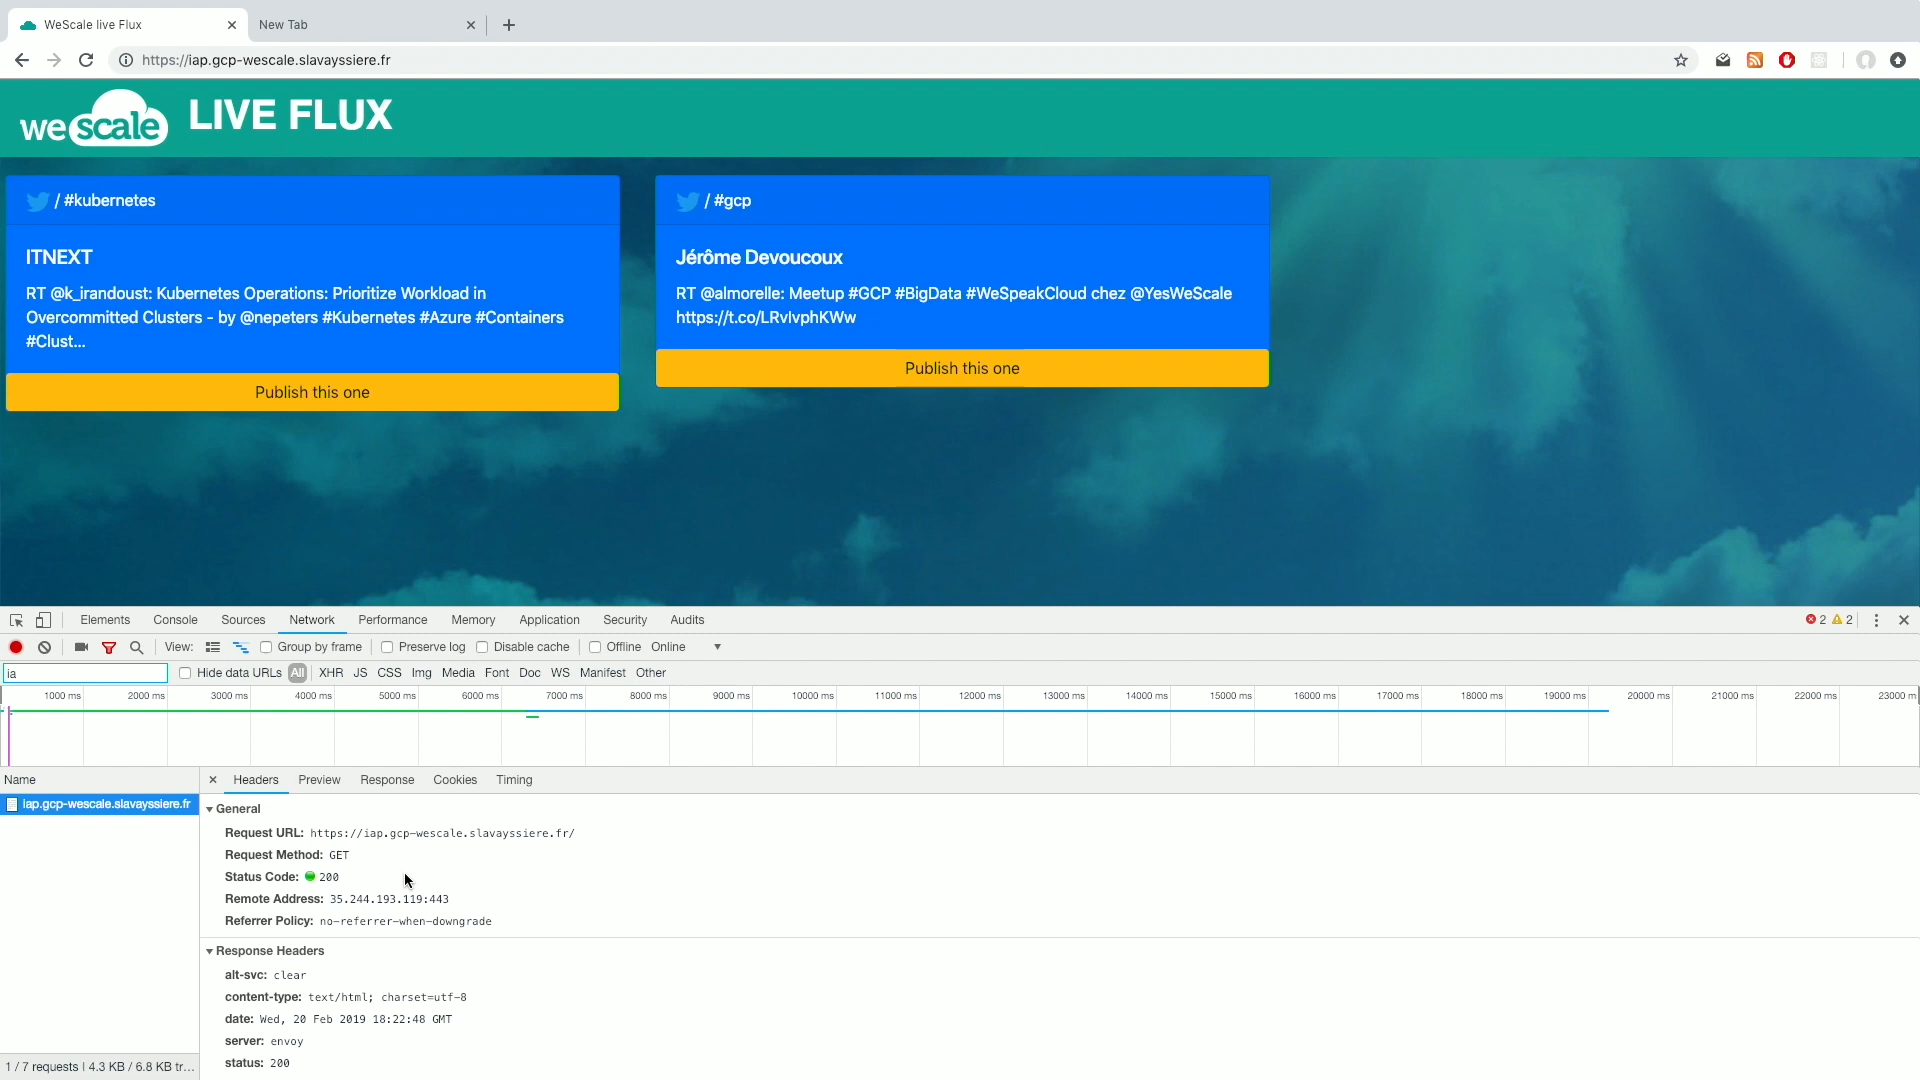 WeScale live Flux
New Tab
https://iap.gcp-wescale.slavayssiere.fr
we scale LIVE FLUX
/ #kubernetes
ITNEXT
RT @k_irandoust: Kubernetes Operations: Prioritize Workload in
Overcommitted Clusters - by @nepeters #Kubernetes #Azure #Containers
#Clust...
Publish this one
/ #gcp
Jérôme Devoucoux
RT @almorelle: Meetup #GCP #BigData #WeSpeakCloud chez @YesWeScale
https://t.co/LRvlvphKWw
Publish this one
Elements Console Sources Network Performance Memory Application Security Audits 2 2
View: Group by frame Preserve log Disable cache Offline Online
ia Hide data URLs All XHR JS CSS Img Media Font Doc WS Manifest Other
1000 ms 2000 ms 3000 ms 4000 ms 5000 ms 6000 ms 7000 ms 8000 ms 9000 ms 10000 ms 11000 ms 12000 ms 13000 ms 14000 ms 15000 ms 16000 ms 17000 ms 18000 ms 19000 ms 20000 ms 21000 ms 22000 ms 23000 m
Name
iap.gcp-wescale.slavayssiere.fr
1 / 7 requests | 4.3 KB / 6.8 KB tr...
Headers Preview Response Cookies Timing
General
Request URL: https://iap.gcp-wescale.slavayssiere.fr/
Request Method: GET
Status Code: 200
Remote Address: 35.244.193.119:443
Referrer Policy: no-referrer-when-downgrade
Response Headers
alt-svc: clear
content-type: text/html; charset=utf-8
date: Wed, 20 Feb 2019 18:22:48 GMT
server: envoy
status: 200